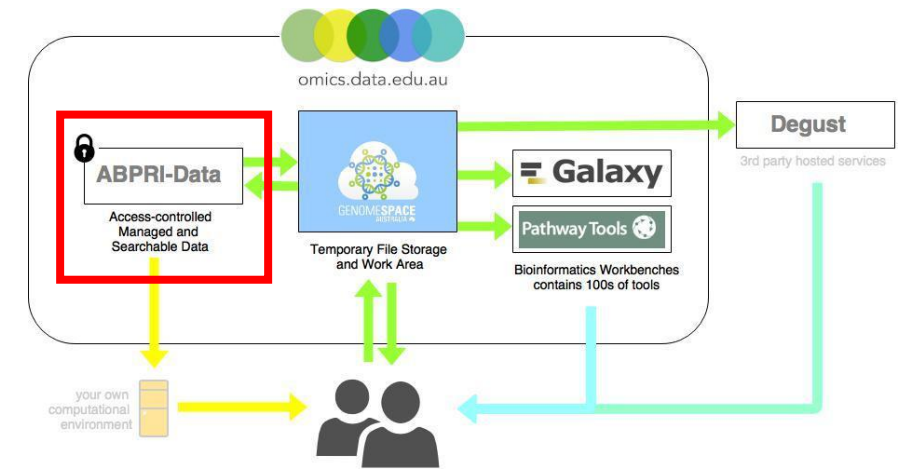 omics.data.edu.au
ABPRI-Data
Access-controlled
Managed and
Searchable Data
GENOMESPACE
AUSTRALIA
Temporary File Storage
and Work Area
Galaxy
Pathway Tools
Bioinformatics Workbenches
contains 100s of tools
Degust
3rd party hosted services
your own
computational
environment